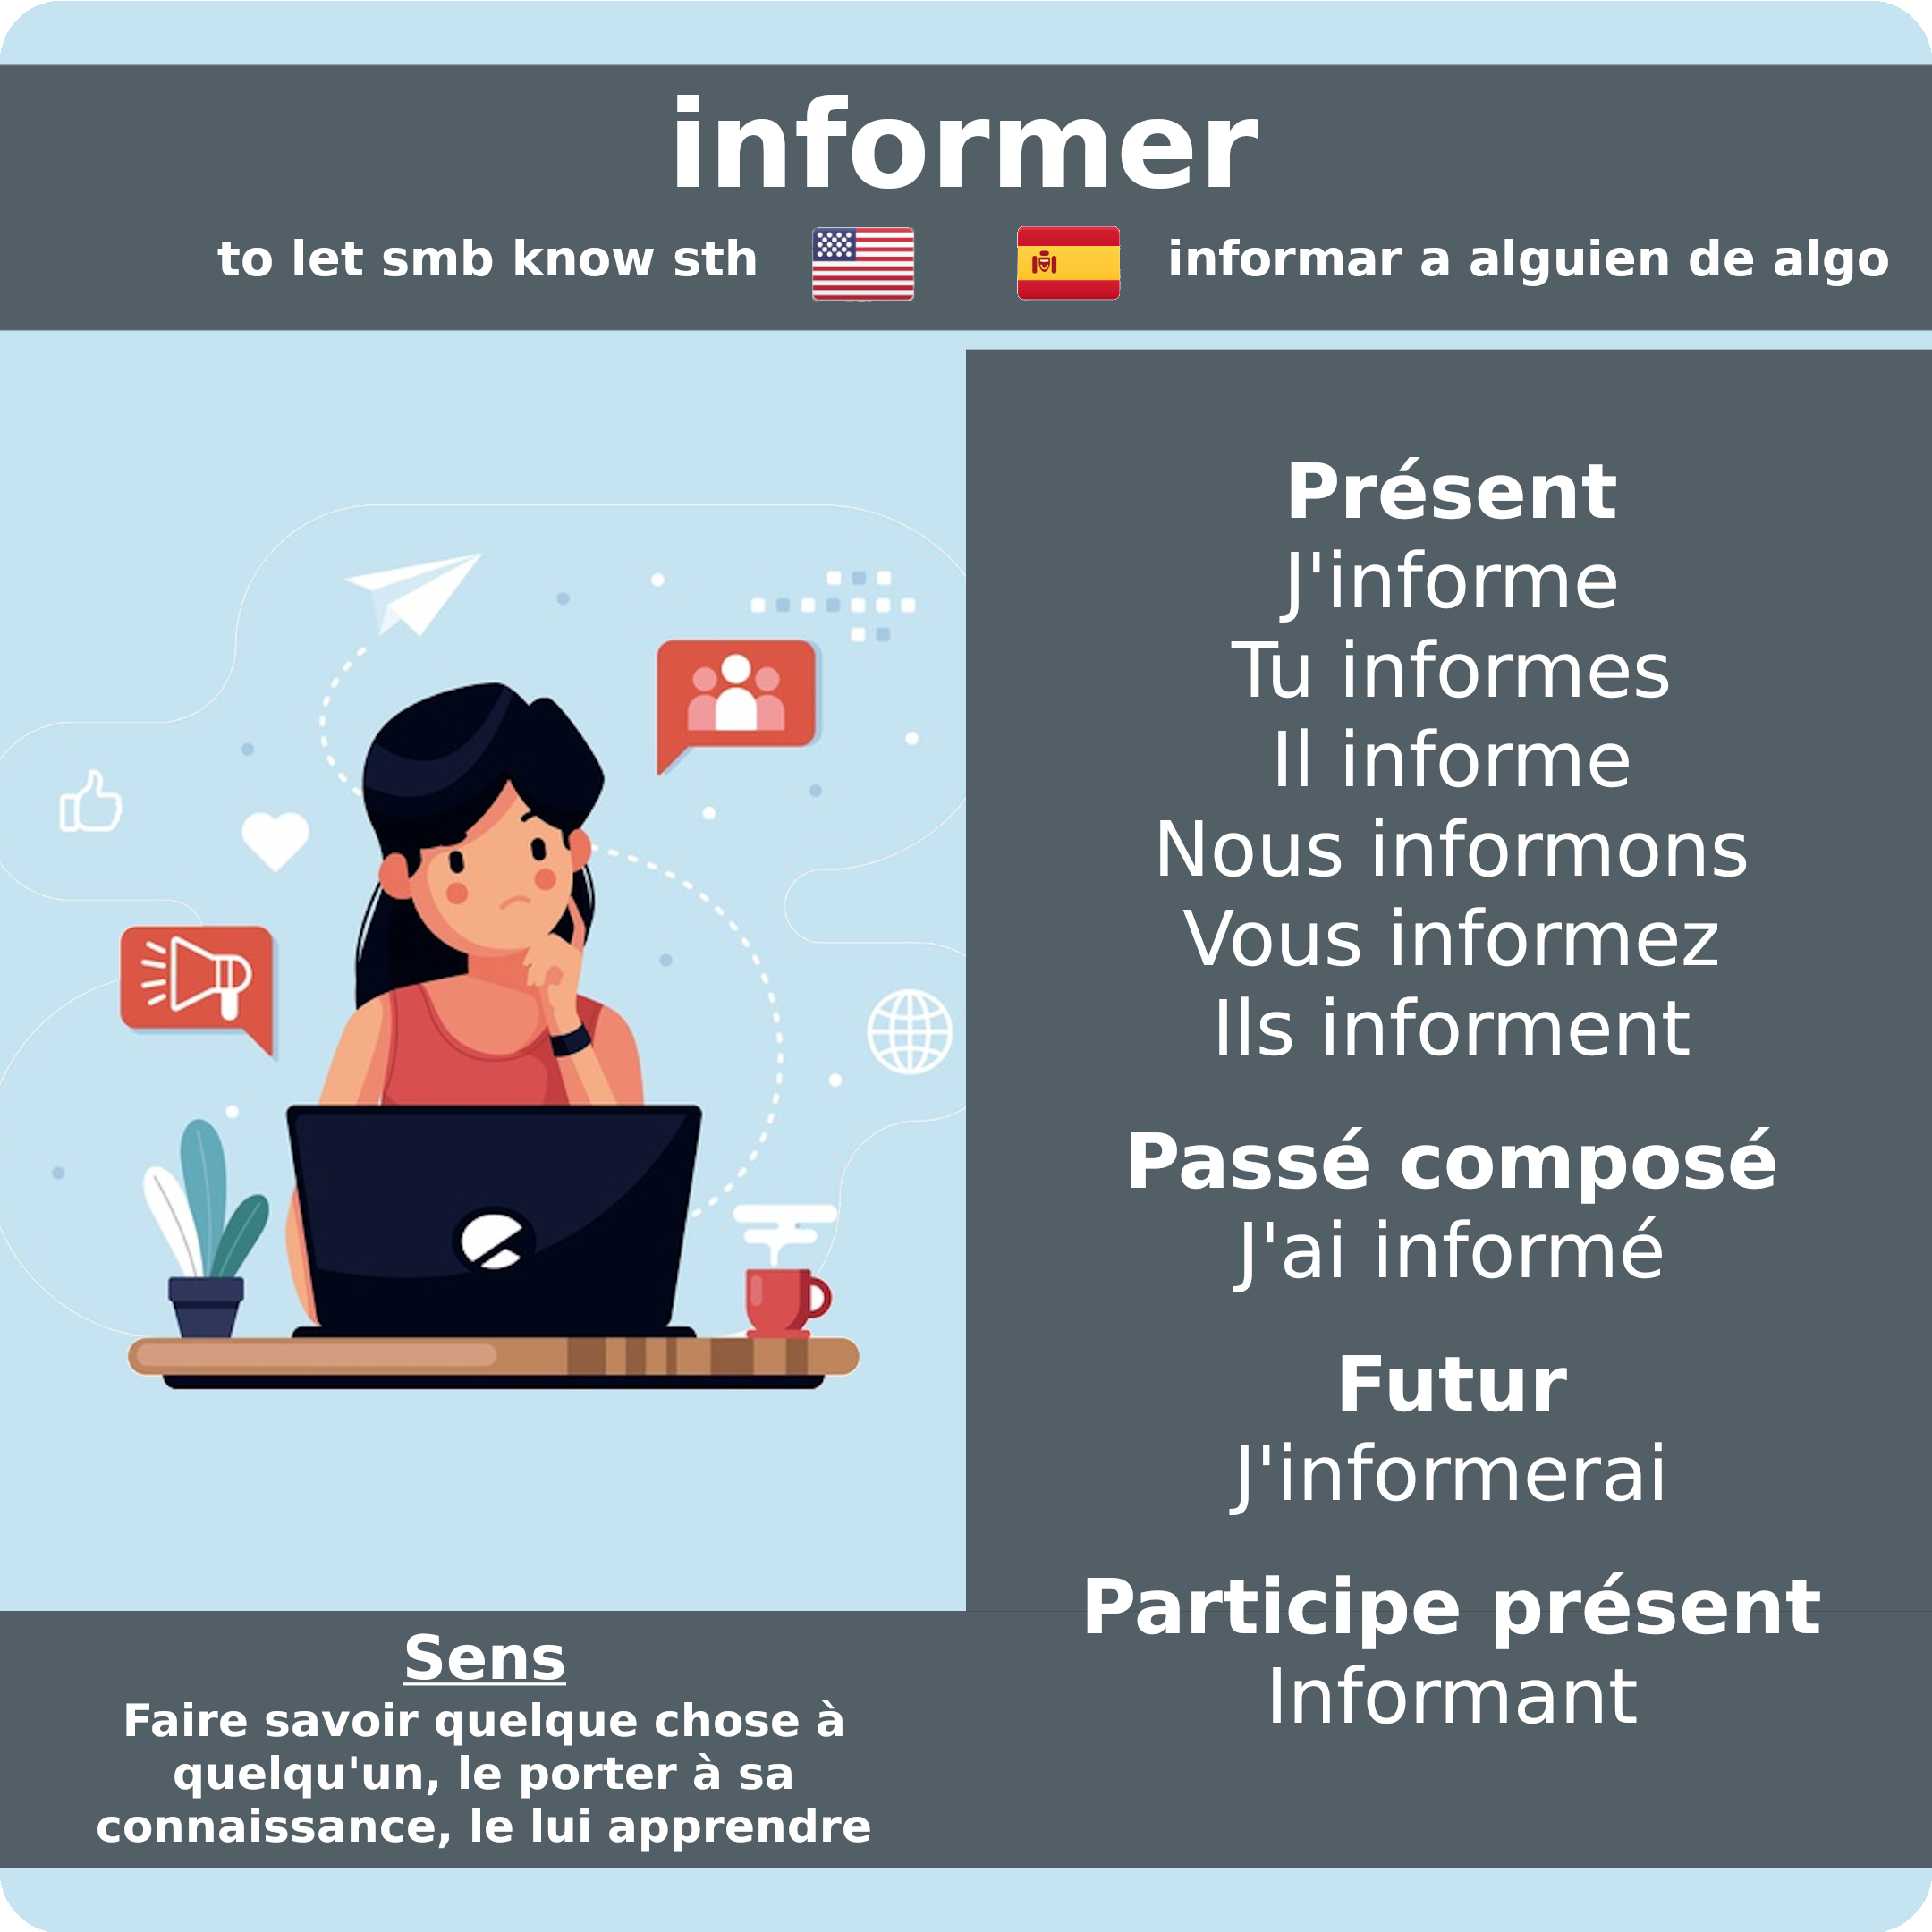 informer
to let smb know sth
informar a alguien de algo
Présent
J'informe
Tu informes
Il informe
Nous informons
Vous informez
Ils informent
Passé composé
J'ai informé
Futur
J'informerai
Participe présent
Informant
Sens
Faire savoir quelque chose à
quelqu'un, le porter à sa
connaissance, le lui apprendre